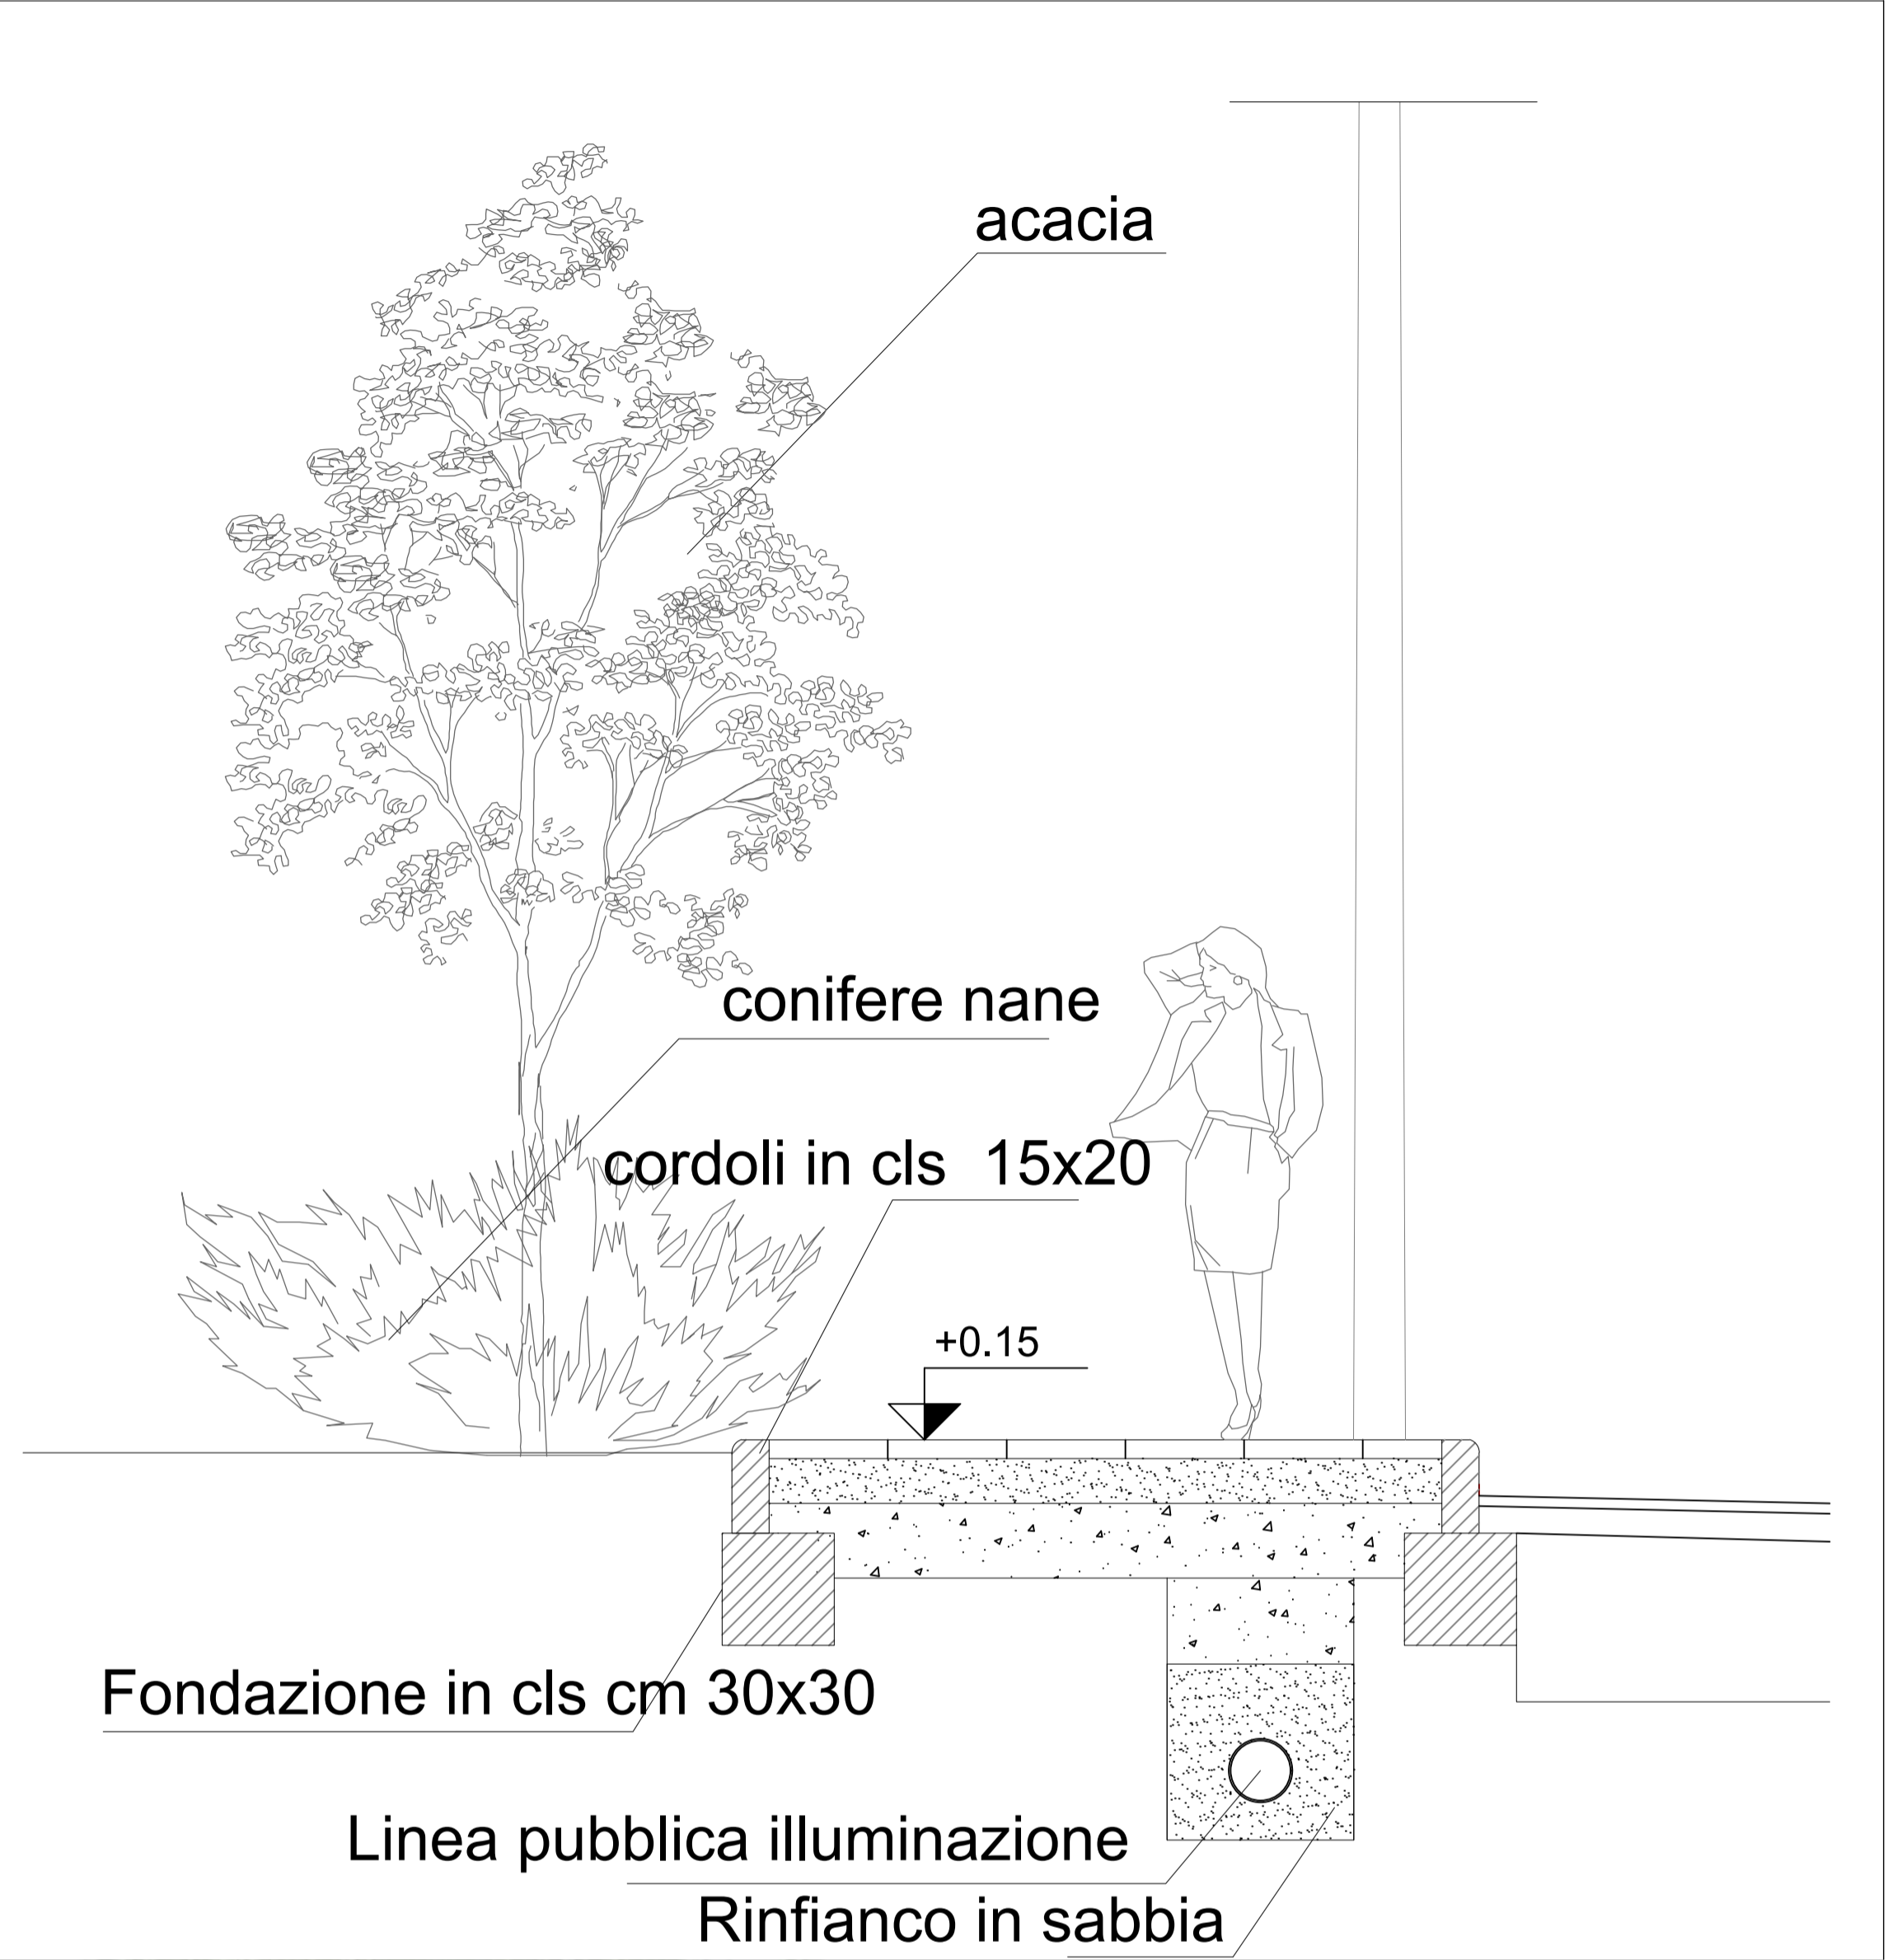 acacia
conifere nane
cordoli in cls 15x20
+0.15
Fondazione in cls cm 30x30
Linea pubblica illuminazione
Rinfianco in sabbia